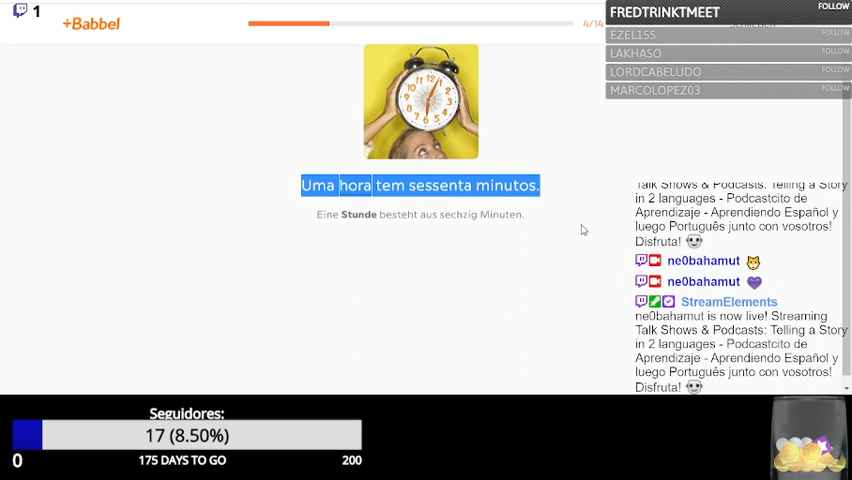 1
+Babbel
4/14
FREDTRINKTMEET FOLLOW
EZEL155 FOLLOW
LAKHASO FOLLOW
LORDCABELUDO FOLLOW
MARCOLOPEZ03 FOLLOW
Uma hora tem sessenta minutos.
Eine Stunde besteht aus sechzig Minuten.
Talk Shows & Podcasts: Telling a Story
in 2 languages - Podcastcito de
Aprendizaje - Aprendiendo Español y
luego Português junto con vosotros!
Disfruta!
ne0bahamut
ne0bahamut
StreamElements
ne0bahamut is now live! Streaming
Talk Shows & Podcasts: Telling a Story
in 2 languages - Podcastcito de
Aprendizaje - Aprendiendo Español y
luego Português junto con vosotros!
Disfruta!
Seguidores:
17 (8.50%)
0
175 DAYS TO GO
200